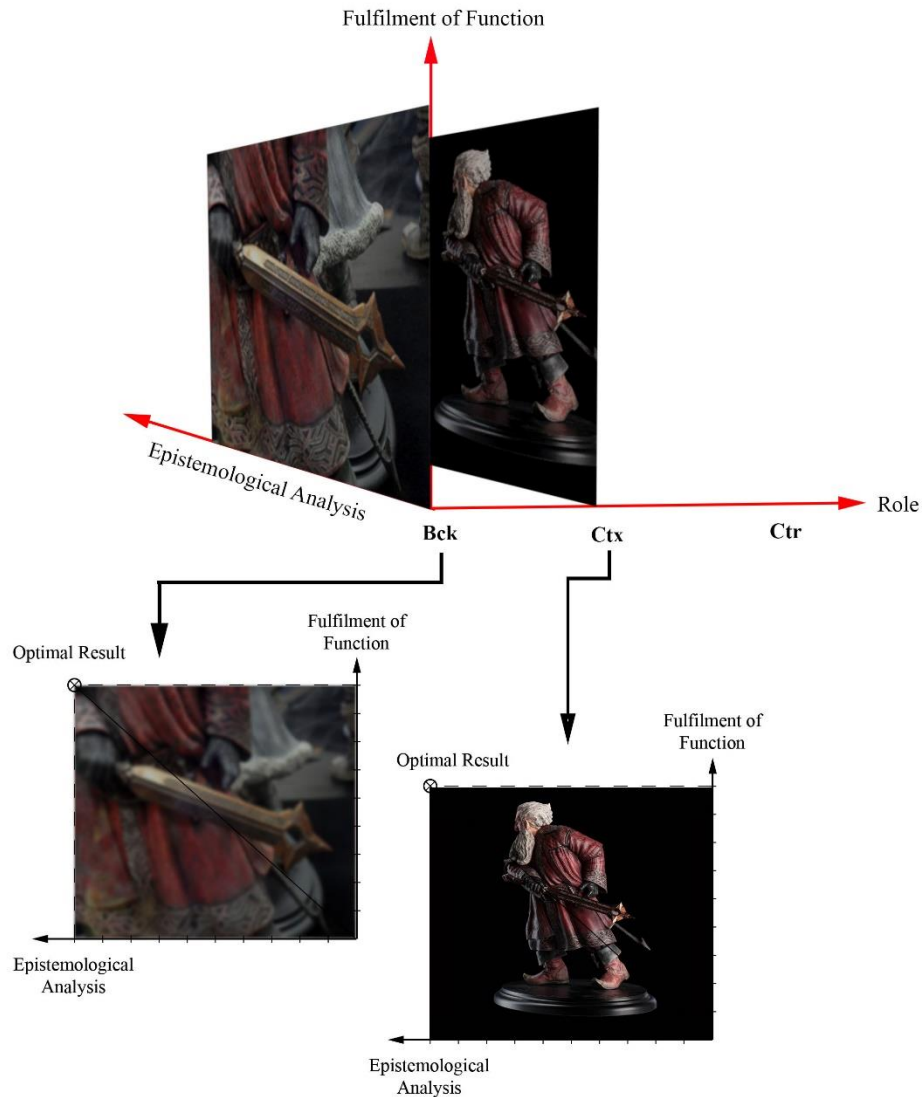 Fulfilment of Function
Epistemological Analysis
Role
Bck
Ctx
Ctr
Fulfilment of
Function
Optimal Result
Epistemological
Analysis
Fulfilment of
Function
Optimal Result
Epistemological
Analysis